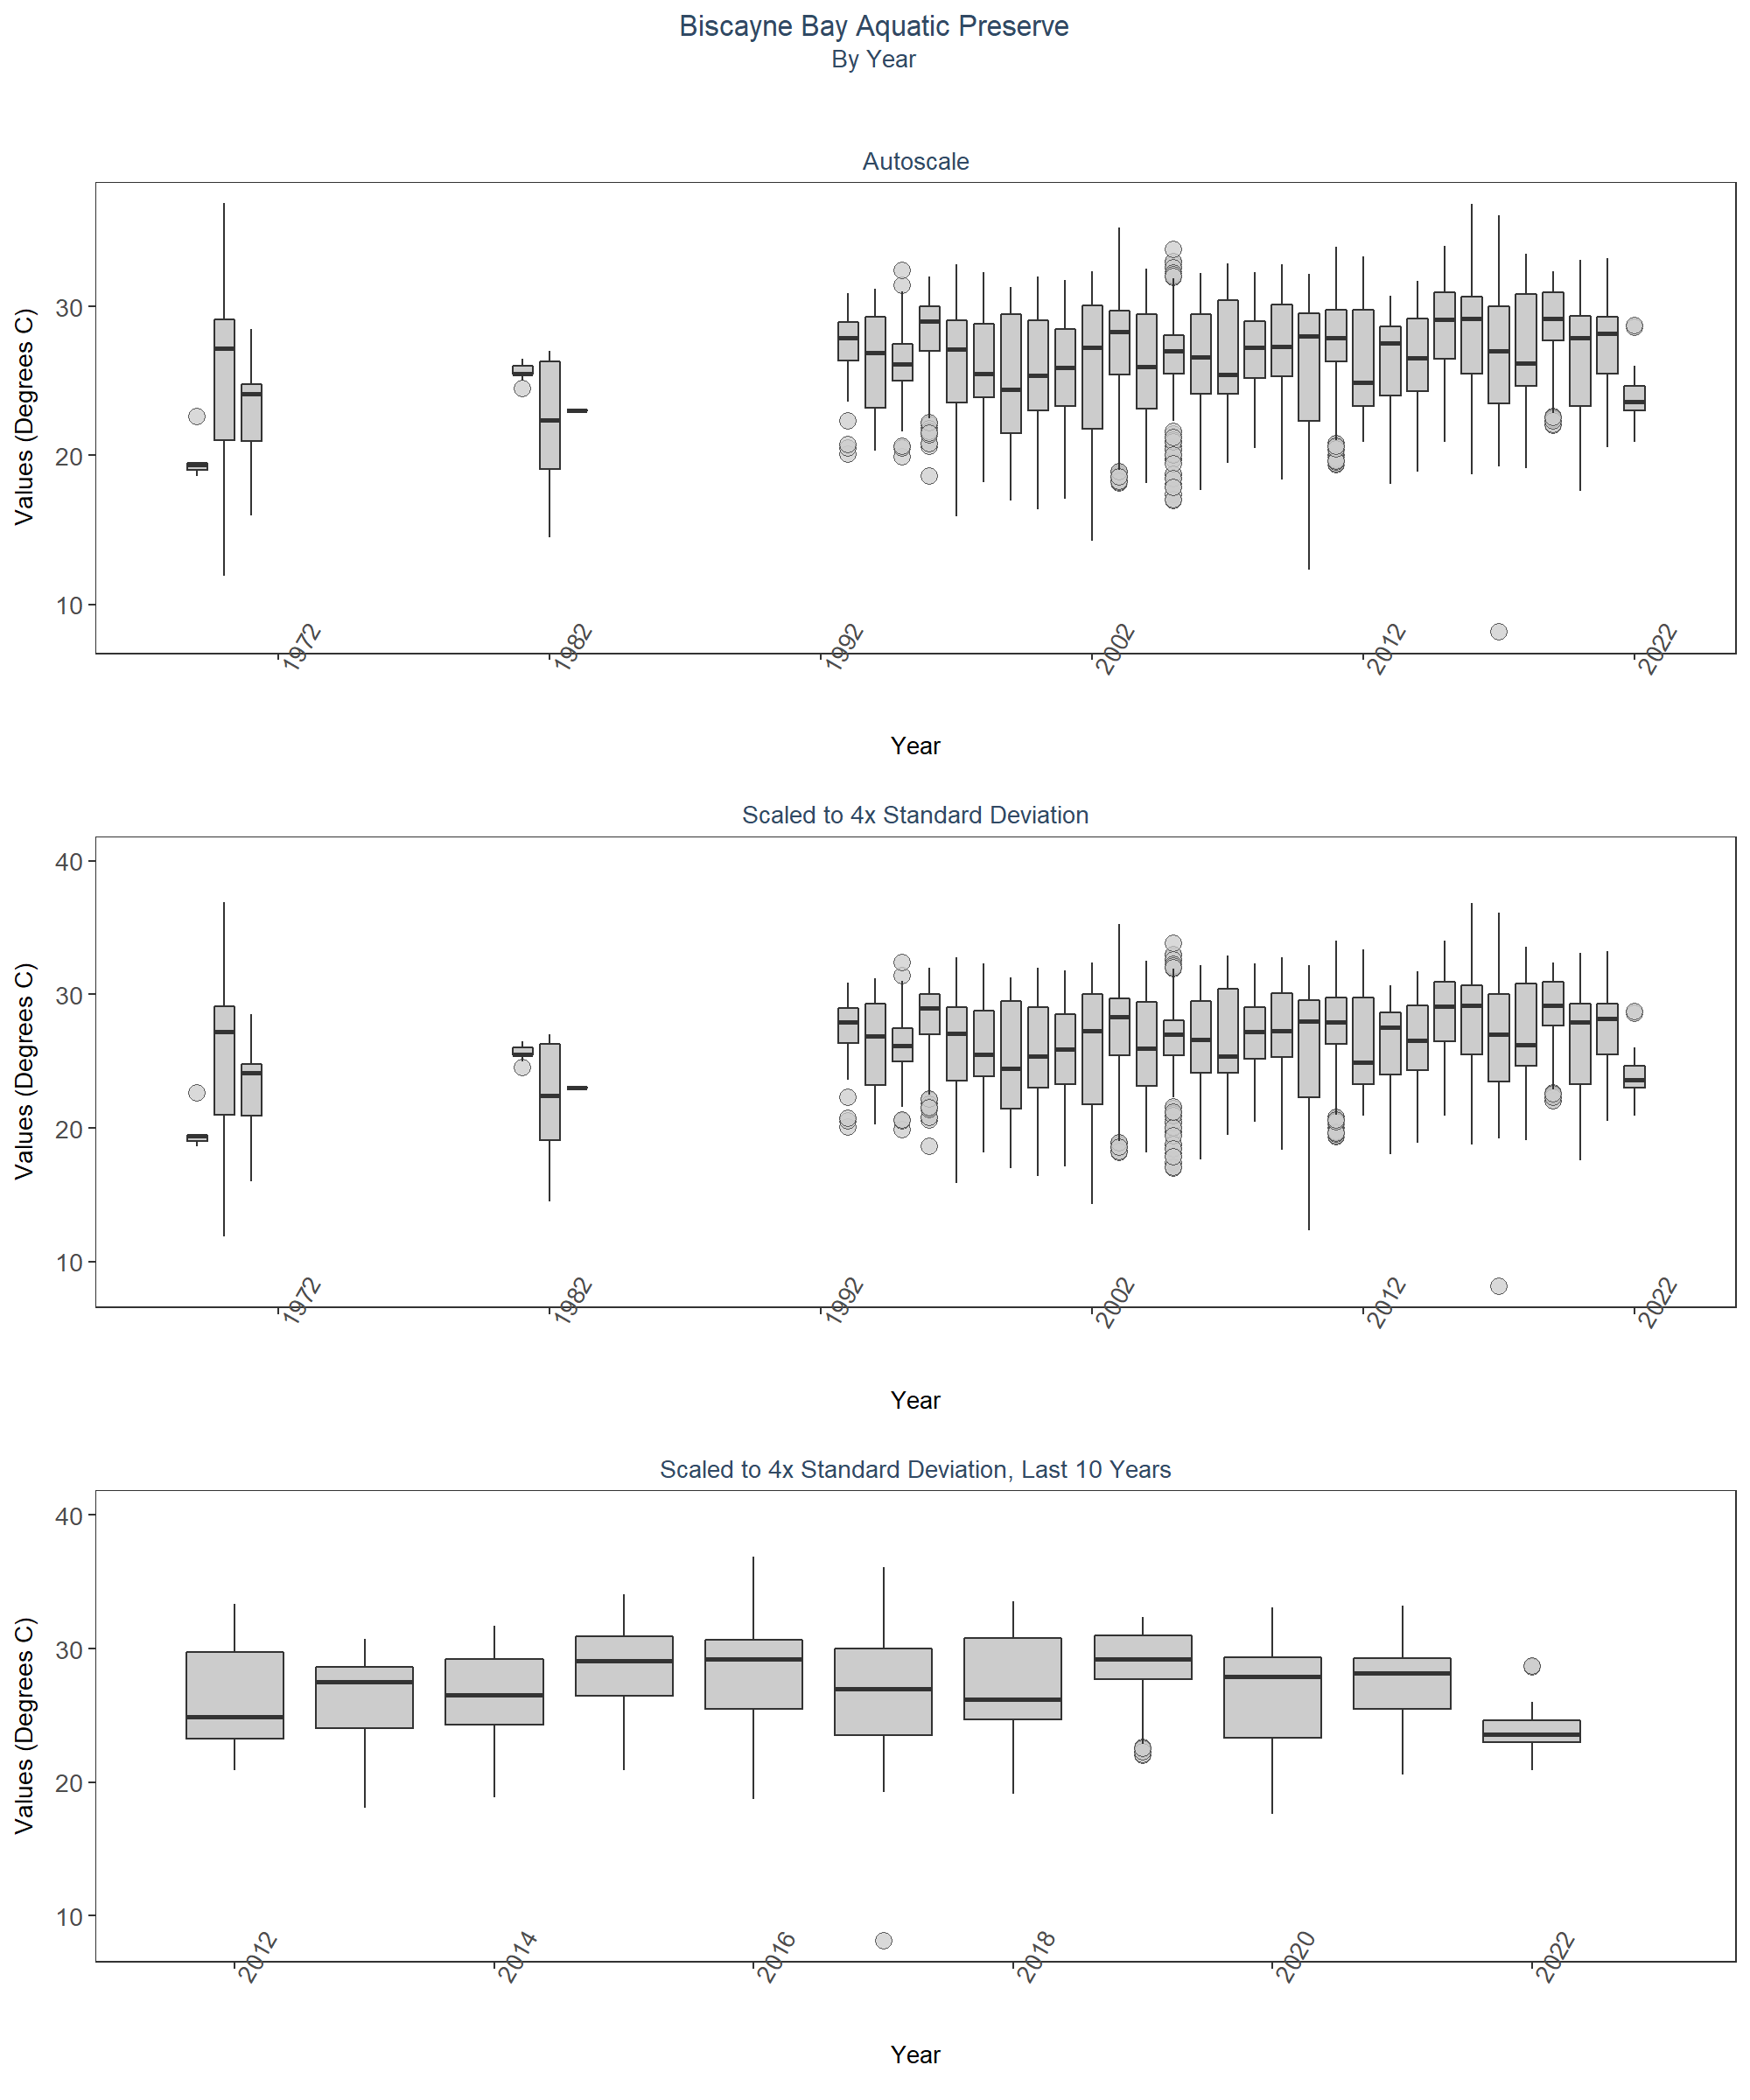 Biscayne Bay Aquatic Preserve
By Year
Autoscale
Values (Degrees C)
30
20
10
1972
1982
1992
2002
2012
2022
Year
Scaled to 4x Standard Deviation
Values (Degrees C)
40
30
20
10
1972
1982
1992
2002
2012
2022
Year
Scaled to 4x Standard Deviation, Last 10 Years
Values (Degrees C)
40
30
20
10
2012
2014
2016
2018
2020
2022
Year